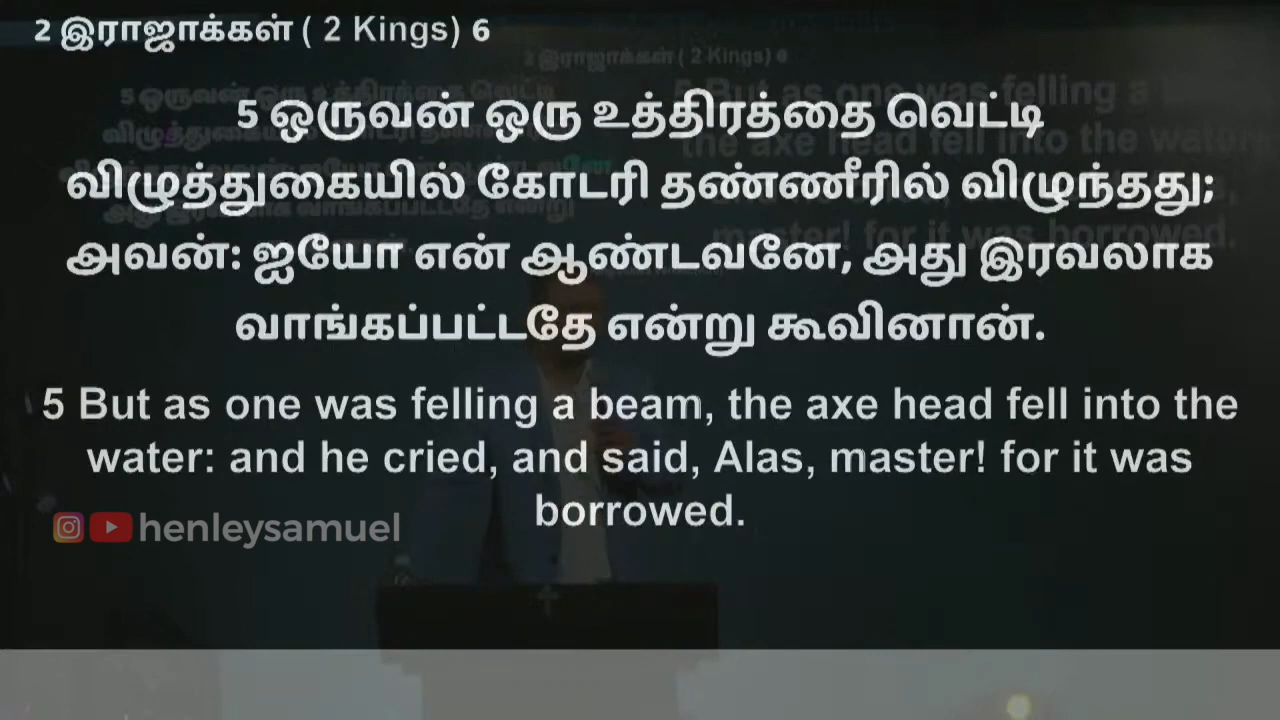 2 இராஜாக்கள் ( 2 Kings) 6
5 ஒருவன் ஒரு உத்திரத்தை வெட்டி
விழுத்துகையில் கோடரி தண்ணீரில் விழுந்தது;
அவன்: ஐயோ என் ஆண்டவனே, அது இரவலாக
வாங்கப்பட்டதே என்று கூவினான்.
5 But as one was felling a beam, the axe head fell into the
water: and he cried, and said, Alas, master! for it was
borrowed.
henleysamuel